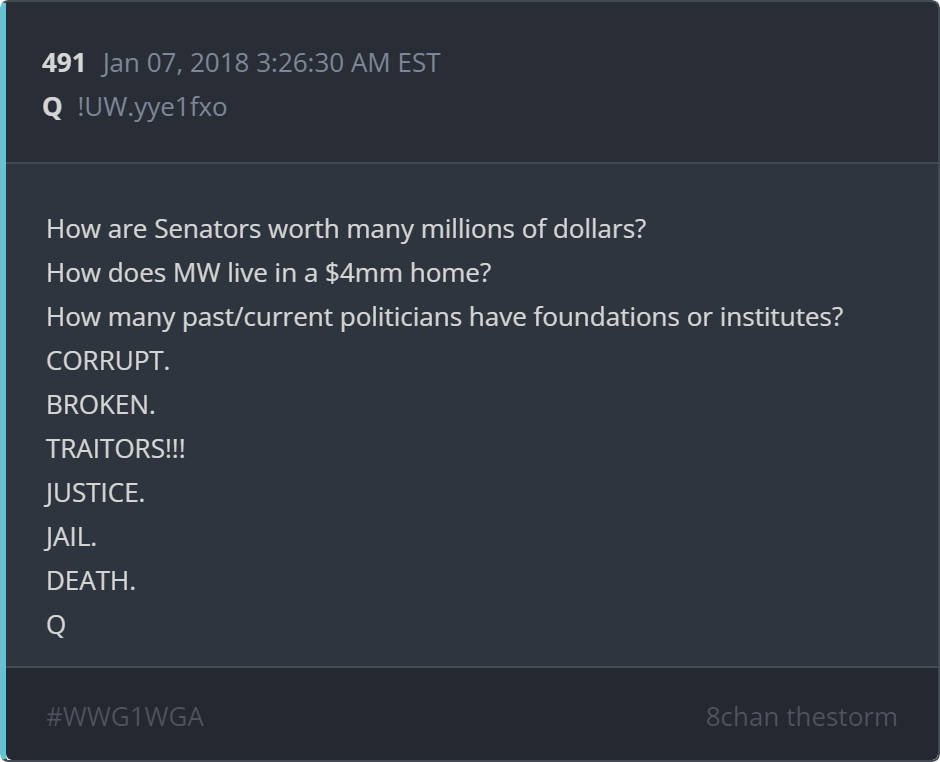 491 Jan 07, 2018 3:26:30 AM EST
Q !UW.yye1fxo
How are Senators worth many millions of dollars?
How does MW live in a $4mm home?
How many past/current politicians have foundations or institutes?
CORRUPT.
BROKEN.
TRAITORS!!!
JUSTICE.
JAIL.
DEATH.
Q
#WWG1WGA 8chan thestorm